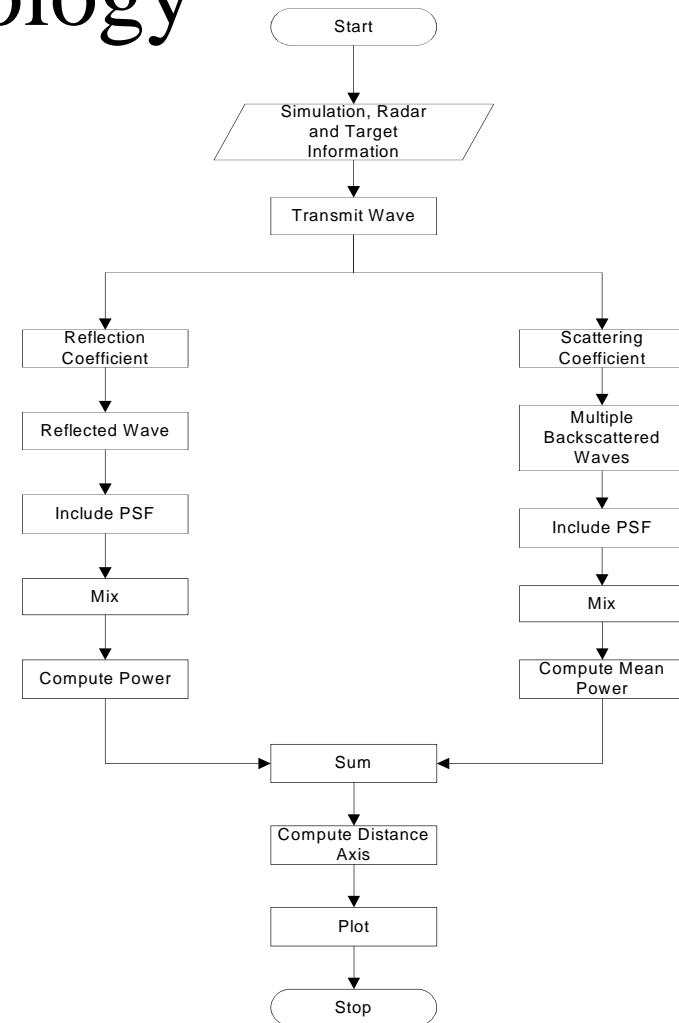 ology
Start
Simulation, Radar
and Target
Information
Transmit Wave
Reflection
Coefficient
Reflected Wave
Include PSF
Mix
Compute Power
Scattering
Coefficient
Multiple
Backscattered
Waves
Include PSF
Mix
Compute Mean
Power
Sum
Compute Distance
Axis
Plot
Stop